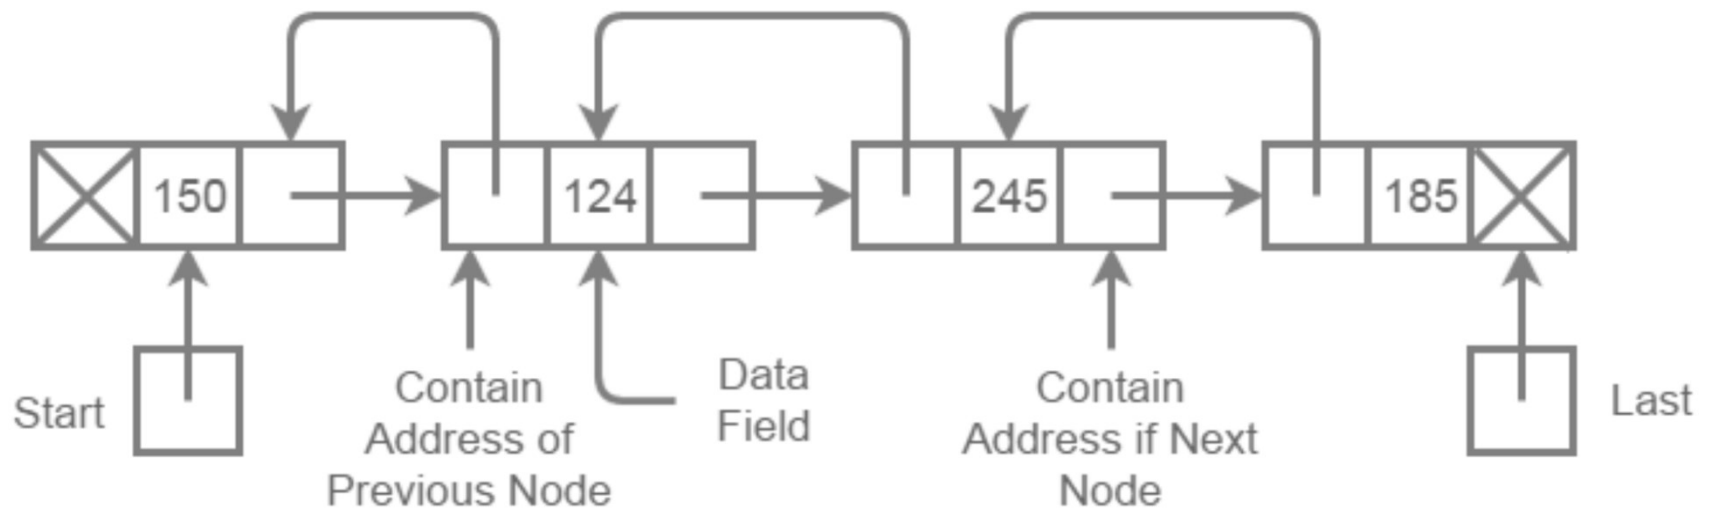 150 124 245 185
Start
Contain
Address of
Previous Node
Data
Field
Contain
Address if Next
Node
Last